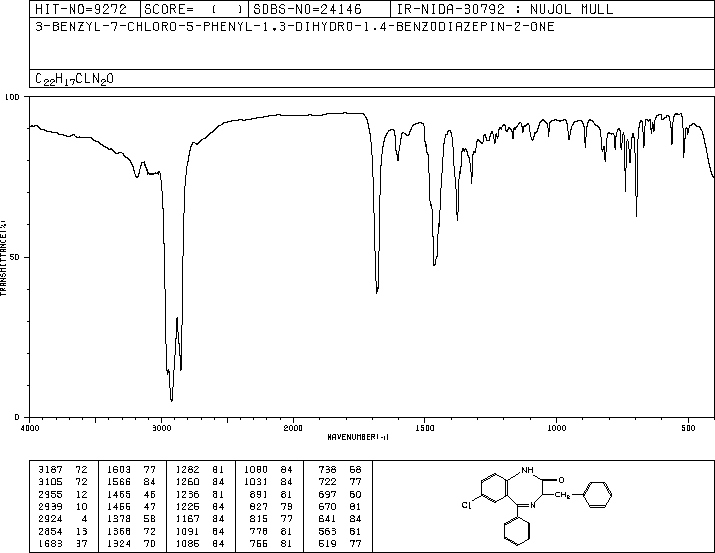 HIT-NO=9272 SCORE= ( ) SDBS-NO=24146 IR-NIDA-30792 : NUJOL MULL
3-BENZYL-7-CHLORO-5-PHENYL-1,3-DIHYDRO-1,4-BENZODIAZEPIN-2-ONE
C22H17CLN2O
100
50
0
TRANSMITTANCE(%)
4000 3000 2000 1500 1000 500
WAVENUMBER(-1)
3187 72 1603 77 1282 81 1080 84 738 68
3105 72 1566 84 1260 84 1031 84 722 77
2955 12 1465 46 1236 81 891 81 697 60
2939 10 1455 47 1225 84 827 79 670 81
2924 4 1378 58 1167 84 815 77 641 84
2854 13 1368 72 1091 84 778 81 563 81
1683 37 1324 70 1086 84 755 81 519 77
NH
O
Cl
N
CH2